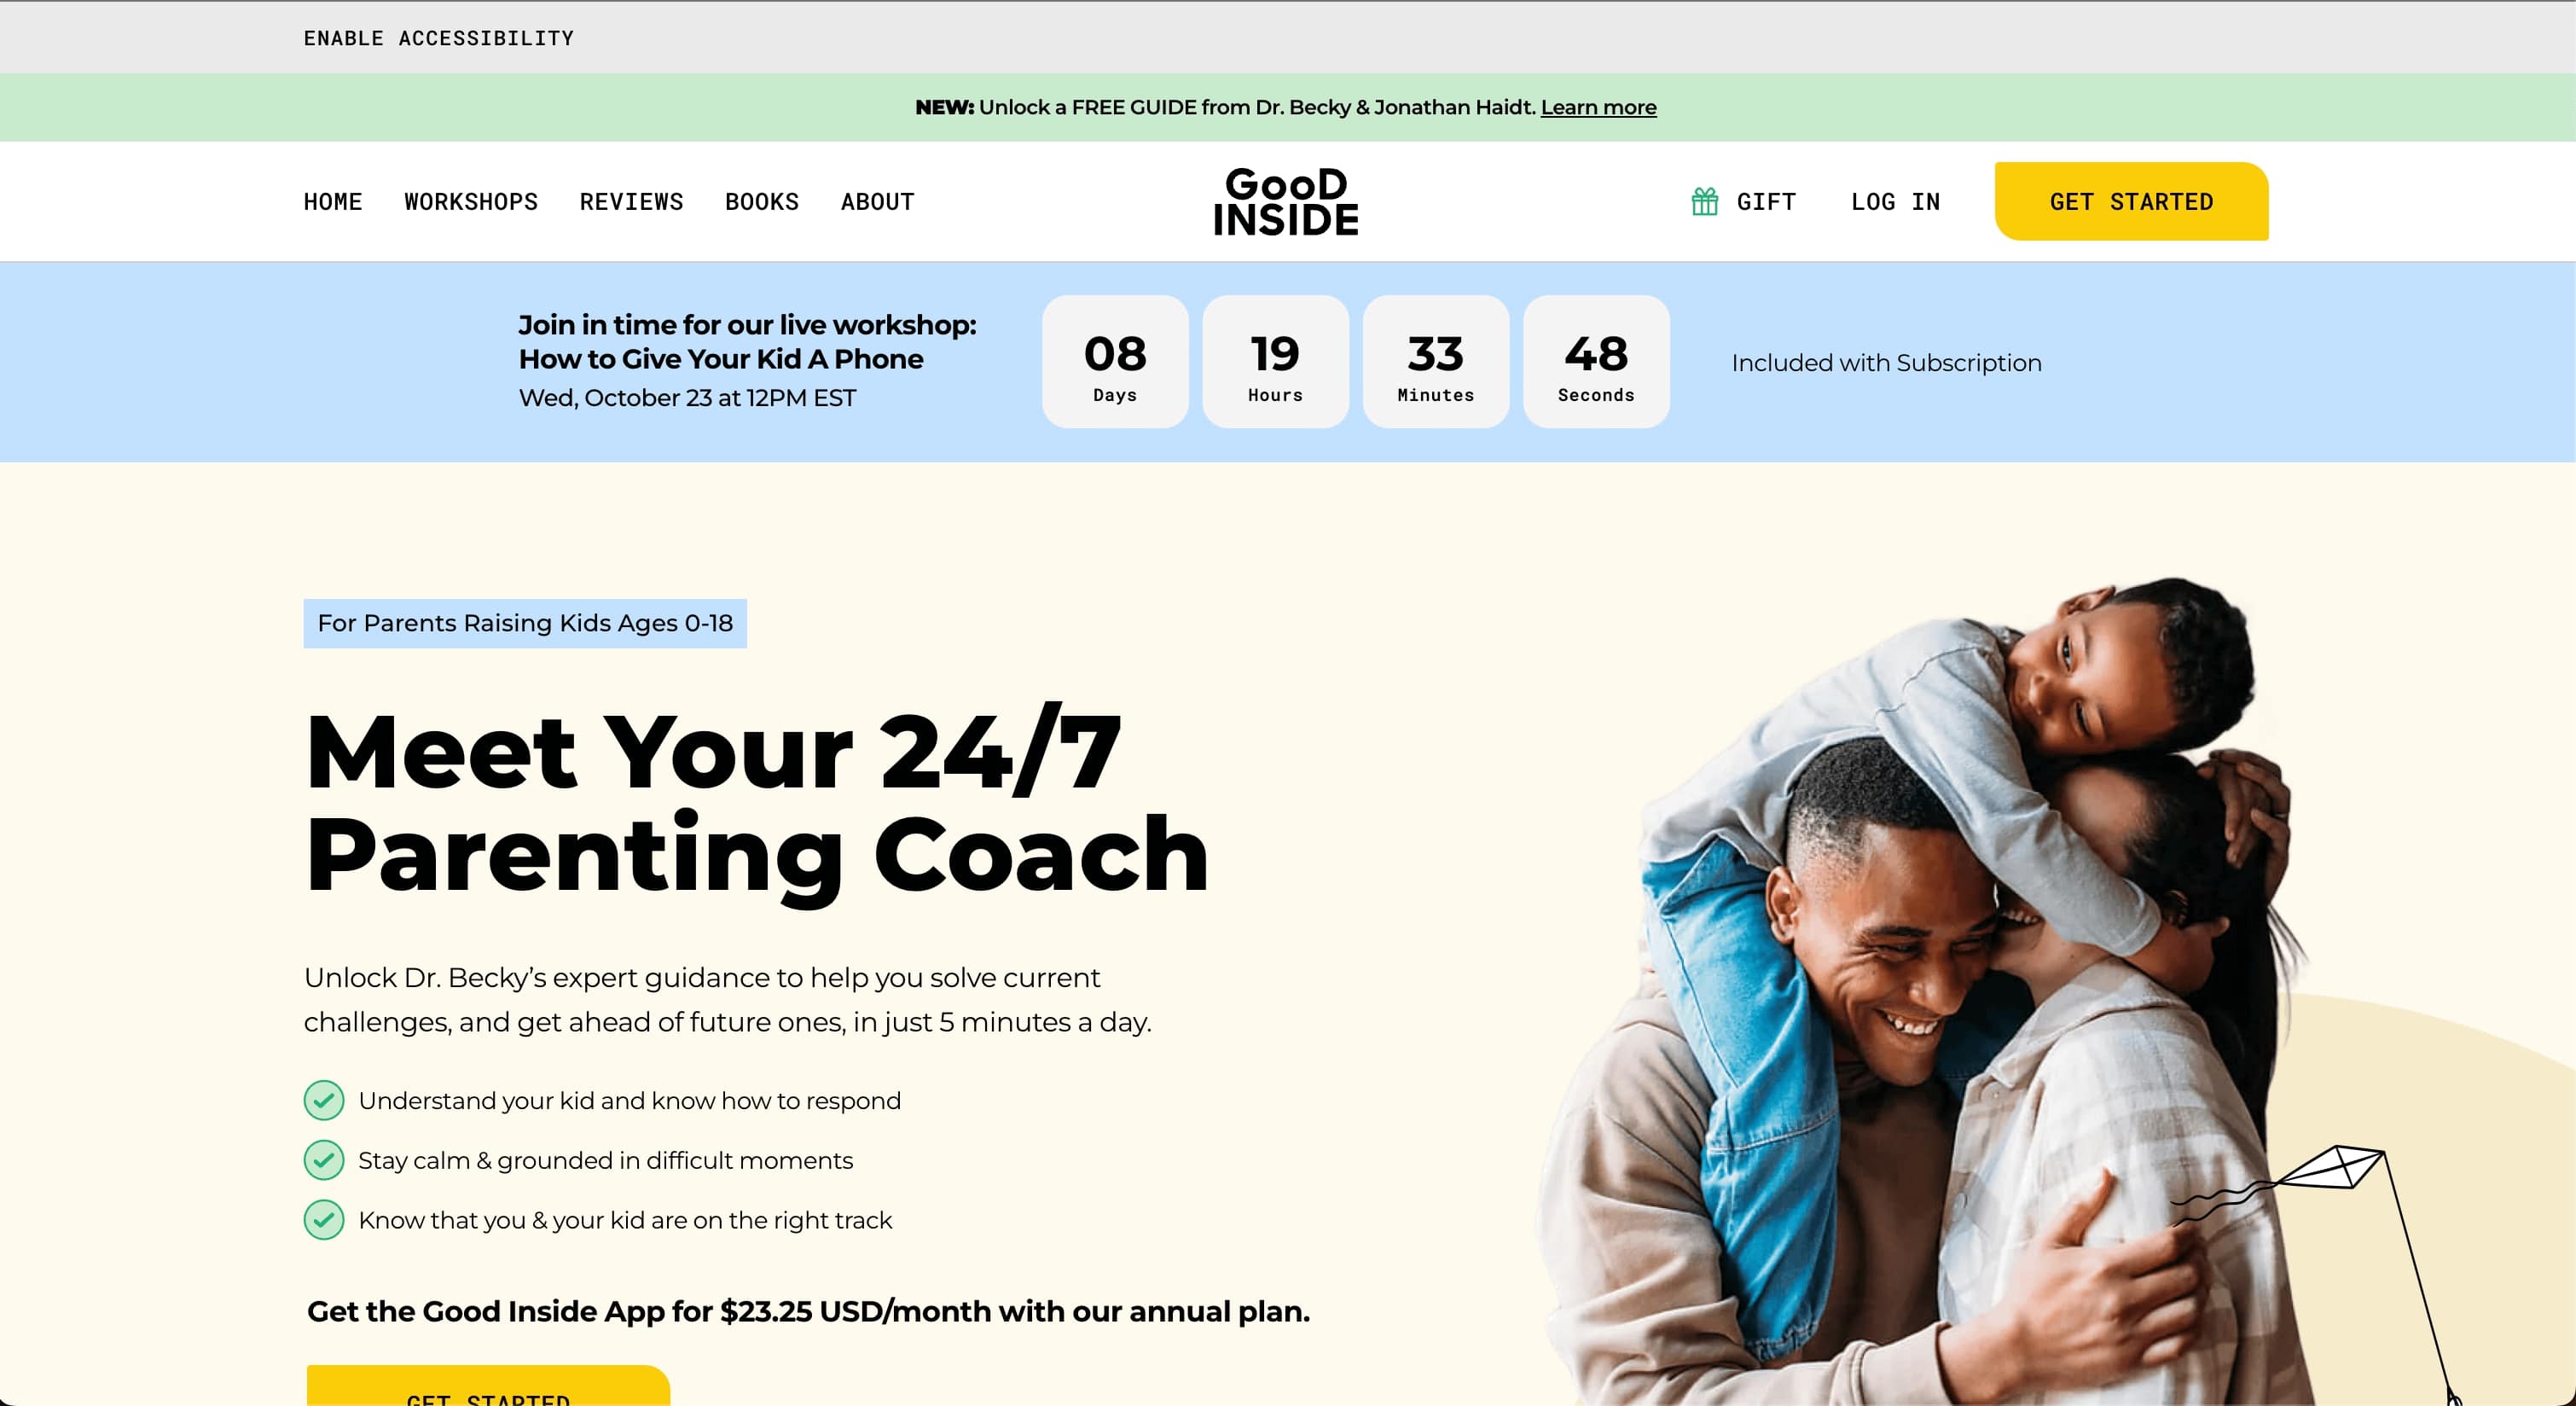 ENABLE ACCESSIBILITY
NEW: Unlock a FREE GUIDE from Dr. Becky & Jonathan Haidt. Learn more
HOME WORKSHOPS REVIEWS BOOKS ABOUT
GooD
INSIDE
GIFT LOG IN GET STARTED
Join in time for our live workshop:
How to Give Your Kid A Phone
Wed, October 23 at 12PM EST
08 19 33 48
Days Hours Minutes Seconds
Included with Subscription
For Parents Raising Kids Ages 0-18
Meet Your 24/7
Parenting Coach
Unlock Dr. Becky’s expert guidance to help you solve current
challenges, and get ahead of future ones, in just 5 minutes a day.
Understand your kid and know how to respond
Stay calm & grounded in difficult moments
Know that you & your kid are on the right track
Get the Good Inside App for $23.25 USD/month with our annual plan.
GET STARTED